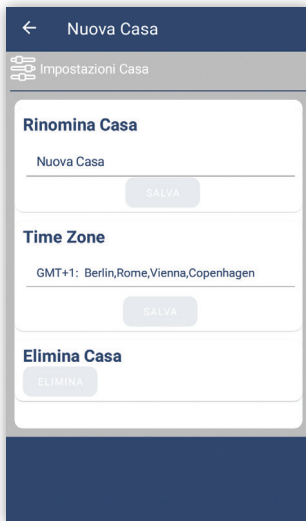 Nuova Casa
Impostazioni Casa
Rinomina Casa
Nuova Casa
SALVA
Time Zone
GMT+1: Berlin,Rome,Vienna,Copenhagen
SALVA
Elimina Casa
ELIMINA